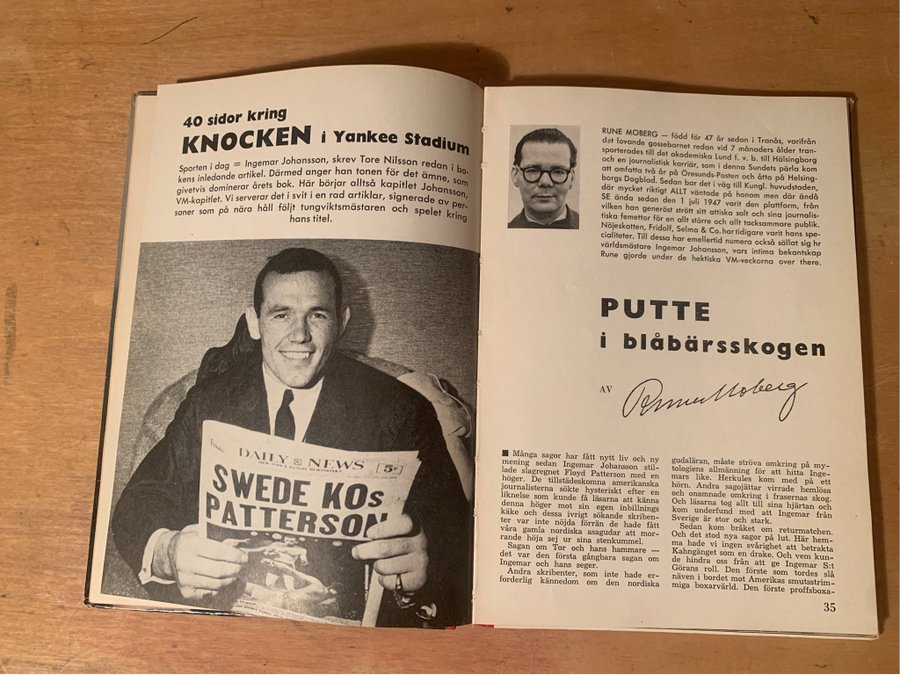 40 sidor kring
KNOCKEN i Yankee Stadium
Sporten i dag = Ingemar Johansson, skrev Tore Nilsson redan i bo-
kens inledande artikel. Därmed anger han tonen för det ämne, som
givetvis dominerar årets bok. Här börjar alltså kapitlet Johansson,
VM-kapitlet. Vi serverar det i svit i en rad artiklar, signerade av per-
soner som på nära håll följt tungviktsmästaren och spelet kring
hans titel.
FINAL
DAILY NEWS
NEW YORK'S PICTURE NEWSPAPER
5¢
SWEDE KOs
PATTERSON
RUNE MOBERG — född för 47 år sedan i Tranås, varifrån
det lovande gossebarnet redan vid 7 månaders ålder tran-
sporterades till det akademiska Lund f. v. b. till Hälsingborg
och en journalistisk karriär, som i denna Sundets pärla kom
att omfatta två år på Öresunds-Posten och åtta på Helsing-
borgs Dagblad. Sedan bar det i väg till Kungl. huvudstaden,
där mycket riktigt ALLT väntade på honom men där ändå
SE ända sedan den 1 juli 1947 varit den plattform, från
vilken han generöst strött sitt attiska salt och sina journalis-
tiska femettor för en allt större och allt tacksammare publik.
Nöjeskatten, Fridolf, Selma & Co. har tidigare varit hans spe-
cialiteter. Till dessa har emellertid numera också sällat sig hr
världsmästare Ingemar Johansson, vars intima bekantskap
Rune gjorde under de hektiska VM-veckorna over there.
PUTTE
i blåbärsskogen
AV Rune Moberg
■ Många sagor har fått nytt liv och ny
mening sedan Ingemar Johansson stil-
lade slagregnet Floyd Patterson med en
höger. De tillstädeskomna amerikanska
journalisterna sökte hysteriskt efter en
liknelse som kunde få läsarna att känna
denna höger mot sin egen inbillnings
käke och dessa ivrigt sökande skriben-
ter var inte nöjda förrän de hade fått
våra gamla nordiska asagudar att mor-
rande höja sej ur sina stenkummel.
Sagan om Tor och hans hammare —
det var den första gångbara sagan om
Ingemar och hans seger.
Andra skribenter, som inte hade er-
forderlig kännedom om den nordiska
gudaläran, måste ströva omkring på my-
tologiens allmänning för att hitta Inge-
mars like. Herkules kom med på ett
hörn. Andra sagojättar virrade hemlösa
och onamnade omkring i frasernas skog.
Och läsarna tog allt till sina hjärtan och
kom underfund med att Ingemar från
Sverige är stor och stark.
Sedan kom bråket om returmatchen.
Och det stod nya sagor på lut. Här hem-
ma hade vi ingen svårighet att betrakta
Kahngänget som en drake. Och vem kun-
de hindra oss från att ge Ingemar S:t
Görans roll. Den förste som tordes slå
näven i bordet mot Amerikas smutsstrim-
miga boxarvärld. Den förste proffsboxa-
35